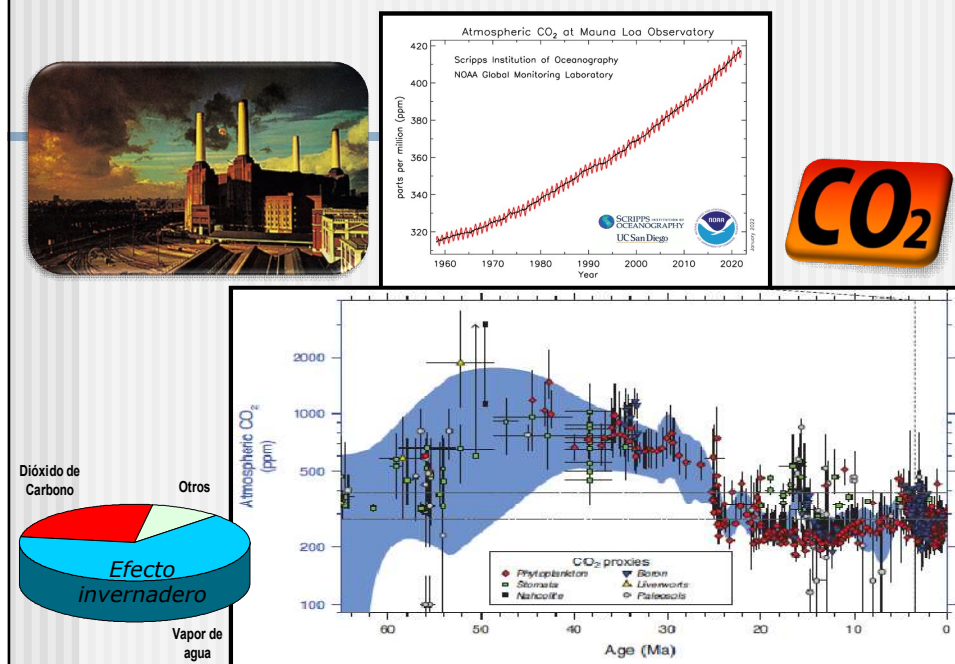 Atmospheric CO₂ at Mauna Loa Observatory
Scripps Institution of Oceanography
NOAA Global Monitoring Laboratory
parts per million (ppm)
420
400
380
360
340
320
1960
1970
1980
1990
2000
2010
2020
Year
SCRIPPS INSTITUTION OF
OCEANOGRAPHY
UC San Diego
NOAA
January 2022
CO₂
Atmospheric CO₂
(ppm)
2000
1000
500
200
100
CO₂ proxies
Phytoplankton
Stomata
Nahcolite
Boron
Liverworts
Paleosols
60
50
40
30
20
10
0
Age (Ma)
Dióxido de
Carbono
Otros
Efecto
invernadero
Vapor de
agua